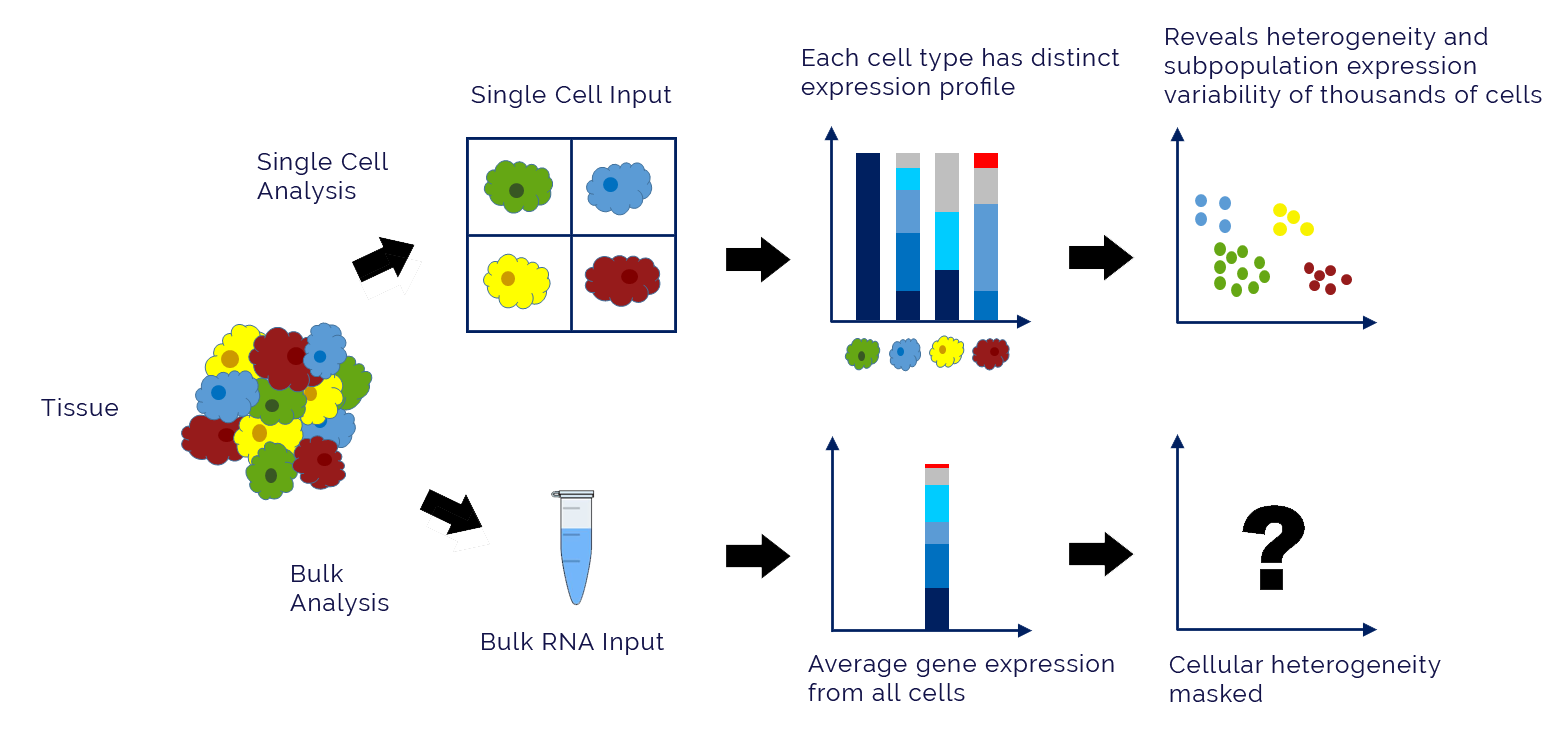 Tissue
Single Cell
Analysis
Single Cell Input
Each cell type has distinct
expression profile
Reveals heterogeneity and
subpopulation expression
variability of thousands of cells
Bulk
Analysis
Bulk RNA Input
Average gene expression
from all cells
?
Cellular heterogeneity
masked